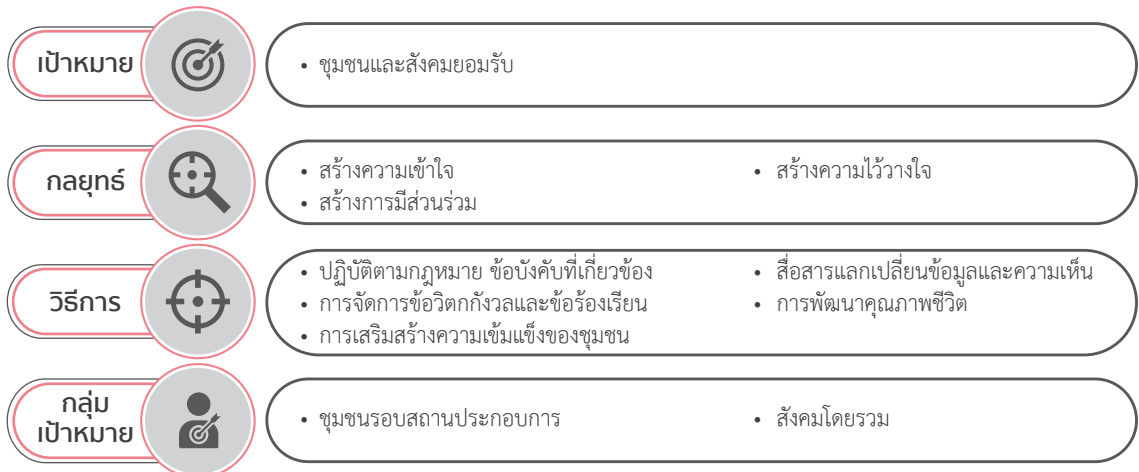 เป้าหมาย
• ชุมชนและสังคมยอมรับ
กลยุทธ์
• สร้างความเข้าใจ
• สร้างการมีส่วนร่วม
• สร้างความไว้วางใจ
วิธีการ
• ปฏิบัติตามกฎหมาย ข้อบังคับที่เกี่ยวข้อง
• การจัดการข้อวิตกกังวลและข้อร้องเรียน
• การเสริมสร้างความเข้มแข็งของชุมชน
• สื่อสารแลกเปลี่ยนข้อมูลและความเห็น
• การพัฒนาคุณภาพชีวิต
กลุ่ม
เป้าหมาย
• ชุมชนรอบสถานประกอบการ
• สังคมโดยรวม